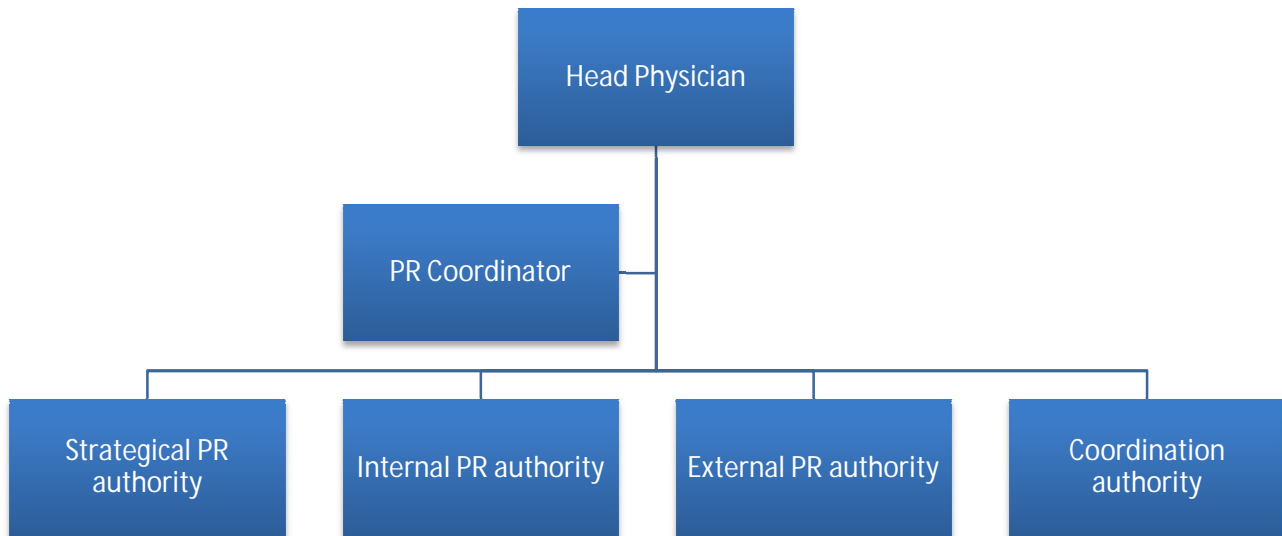 Head Physician
PR Coordinator
Strategical PR
authority
Internal PR authority
External PR authority
Coordination
authority